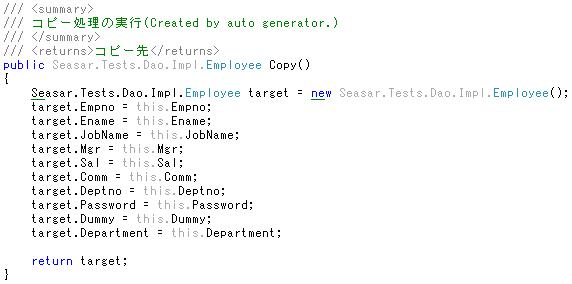 /// <summary>
/// コピー処理の実行(Created by auto generator.)
/// </summary>
/// <returns>コピー先</returns>
public Seasar.Tests.Dao.Impl.Employee Copy()
{
    Seasar.Tests.Dao.Impl.Employee target = new Seasar.Tests.Dao.Impl.Employee();
    target.Empno = this.Empno;
    target.Ename = this.Ename;
    target.JobName = this.JobName;
    target.Mgr = this.Mgr;
    target.Sal = this.Sal;
    target.Comm = this.Comm;
    target.Deptno = this.Deptno;
    target.Password = this.Password;
    target.Dummy = this.Dummy;
    target.Department = this.Department;

    return target;
}